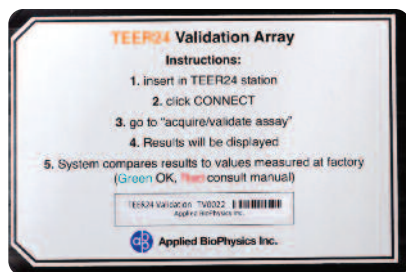 TEER24 Validation Array
Instructions:
1. insert in TEER24 station
2. click CONNECT
3. go to "acquire/validate assay"
4. Results will be displayed
5. System compares results to values measured at factory
(Green OK, consult manual)
TEER24 Validation TV0022
Applied BioPhysics Inc.
Applied BioPhysics Inc.